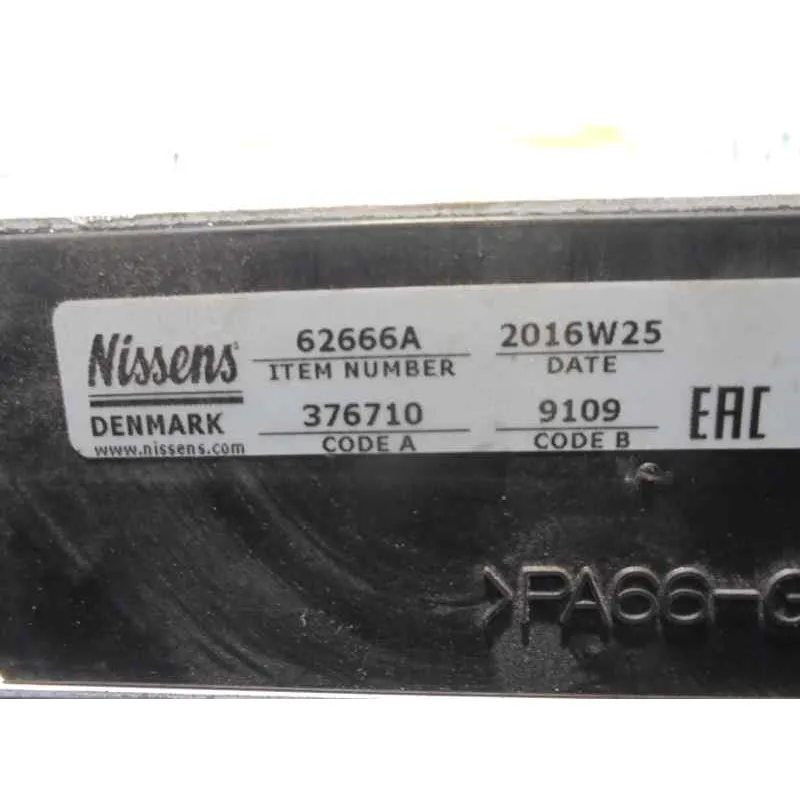 Nissens 62666A 2016W25
ITEM NUMBER DATE
DENMARK 376710 9109 EAC
www.nissens.com CODE A CODE B
>PA66-G